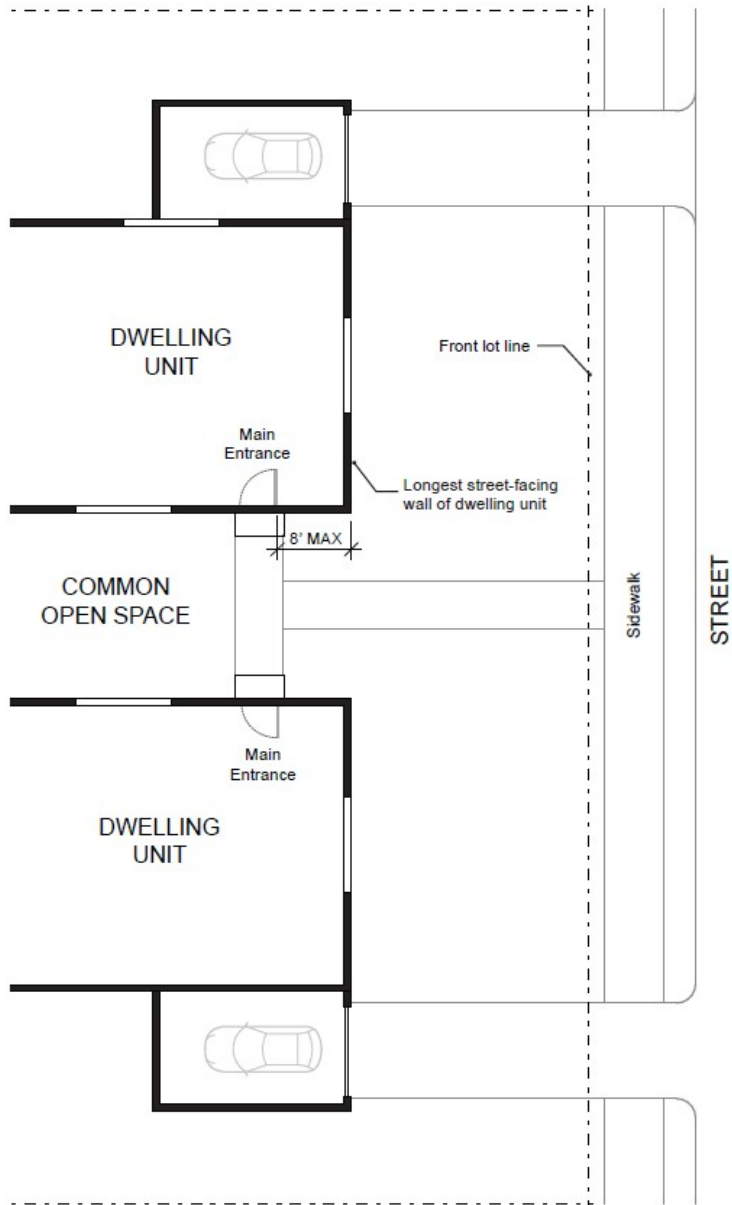 DWELLING
UNIT
Front lot line
Main
Entrance
Longest street-facing
wall of dwelling unit
8' MAX
COMMON
OPEN SPACE
Sidewalk
STREET
Main
Entrance
DWELLING
UNIT